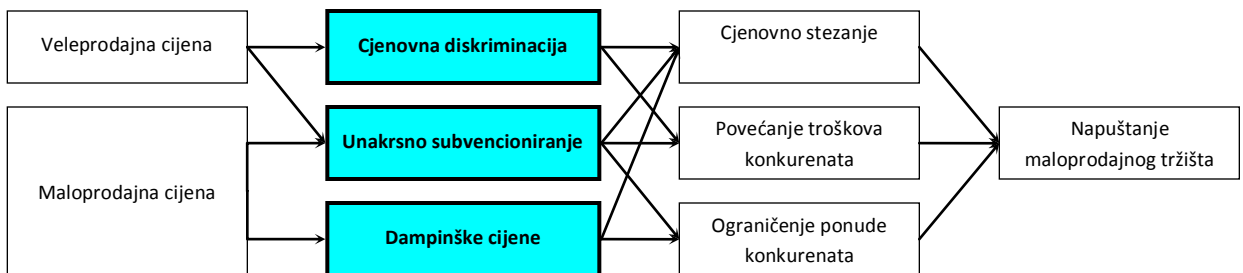 Veleprodajna cijena
Maloprodajna cijena
Cjenovna diskriminacija
Unakrsno subvencioniranje
Dampinške cijene
Cjenovno stezanje
Povećanje troškova
konkurenata
Ograničenje ponude
konkurenata
Napuštanje
maloprodajnog tržišta